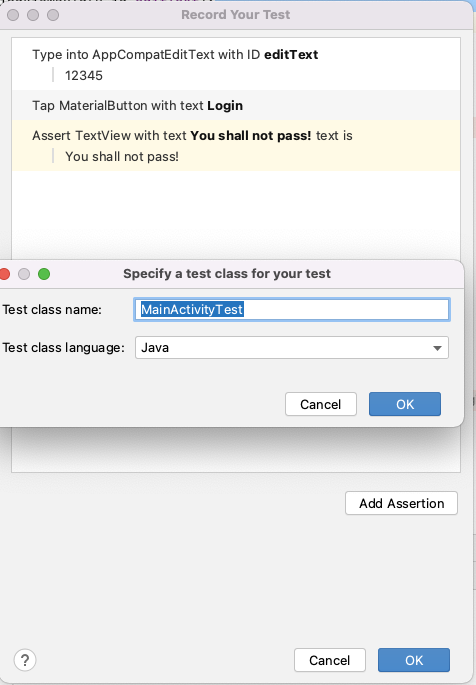 Record Your Test
Type into AppCompatEditText with ID editText
12345
Tap MaterialButton with text Login
Assert TextView with text You shall not pass! text is
You shall not pass!
Specify a test class for your test
Test class name: MainActivityTest
Test class language: Java
Cancel OK
Add Assertion
? Cancel OK